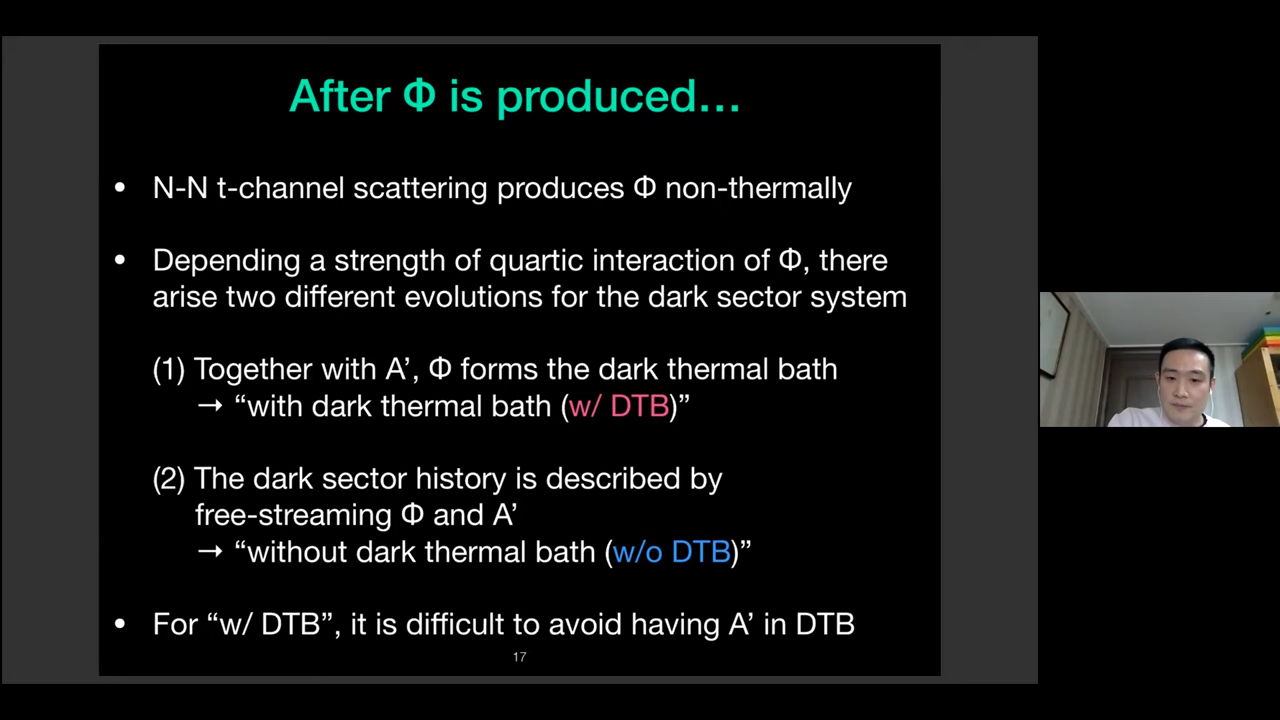 After Φ is produced…
• N-N t-channel scattering produces Φ non-thermally
• Depending a strength of quartic interaction of Φ, there
arise two different evolutions for the dark sector system
(1) Together with A’, Φ forms the dark thermal bath
→ “with dark thermal bath (w/ DTB)”
(2) The dark sector history is described by
free-streaming Φ and A’
→ “without dark thermal bath (w/o DTB)”
• For “w/ DTB”, it is difficult to avoid having A’ in DTB
17